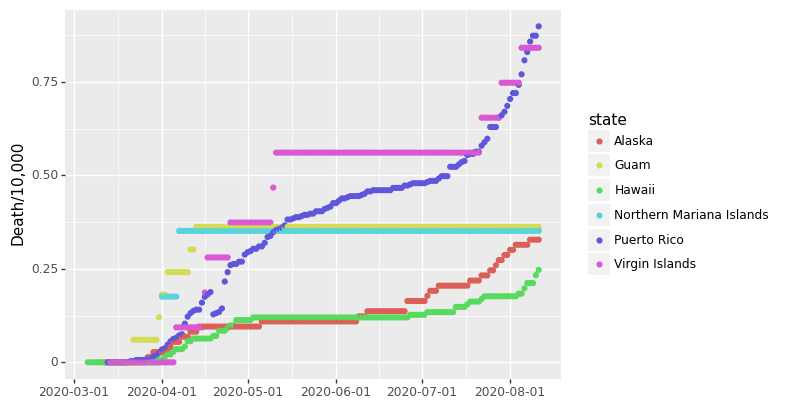 Death/10,000
0.75
0.50
0.25
0
2020-03-01
2020-04-01
2020-05-01
2020-06-01
2020-07-01
2020-08-01
state
Alaska
Guam
Hawaii
Northern Mariana Islands
Puerto Rico
Virgin Islands